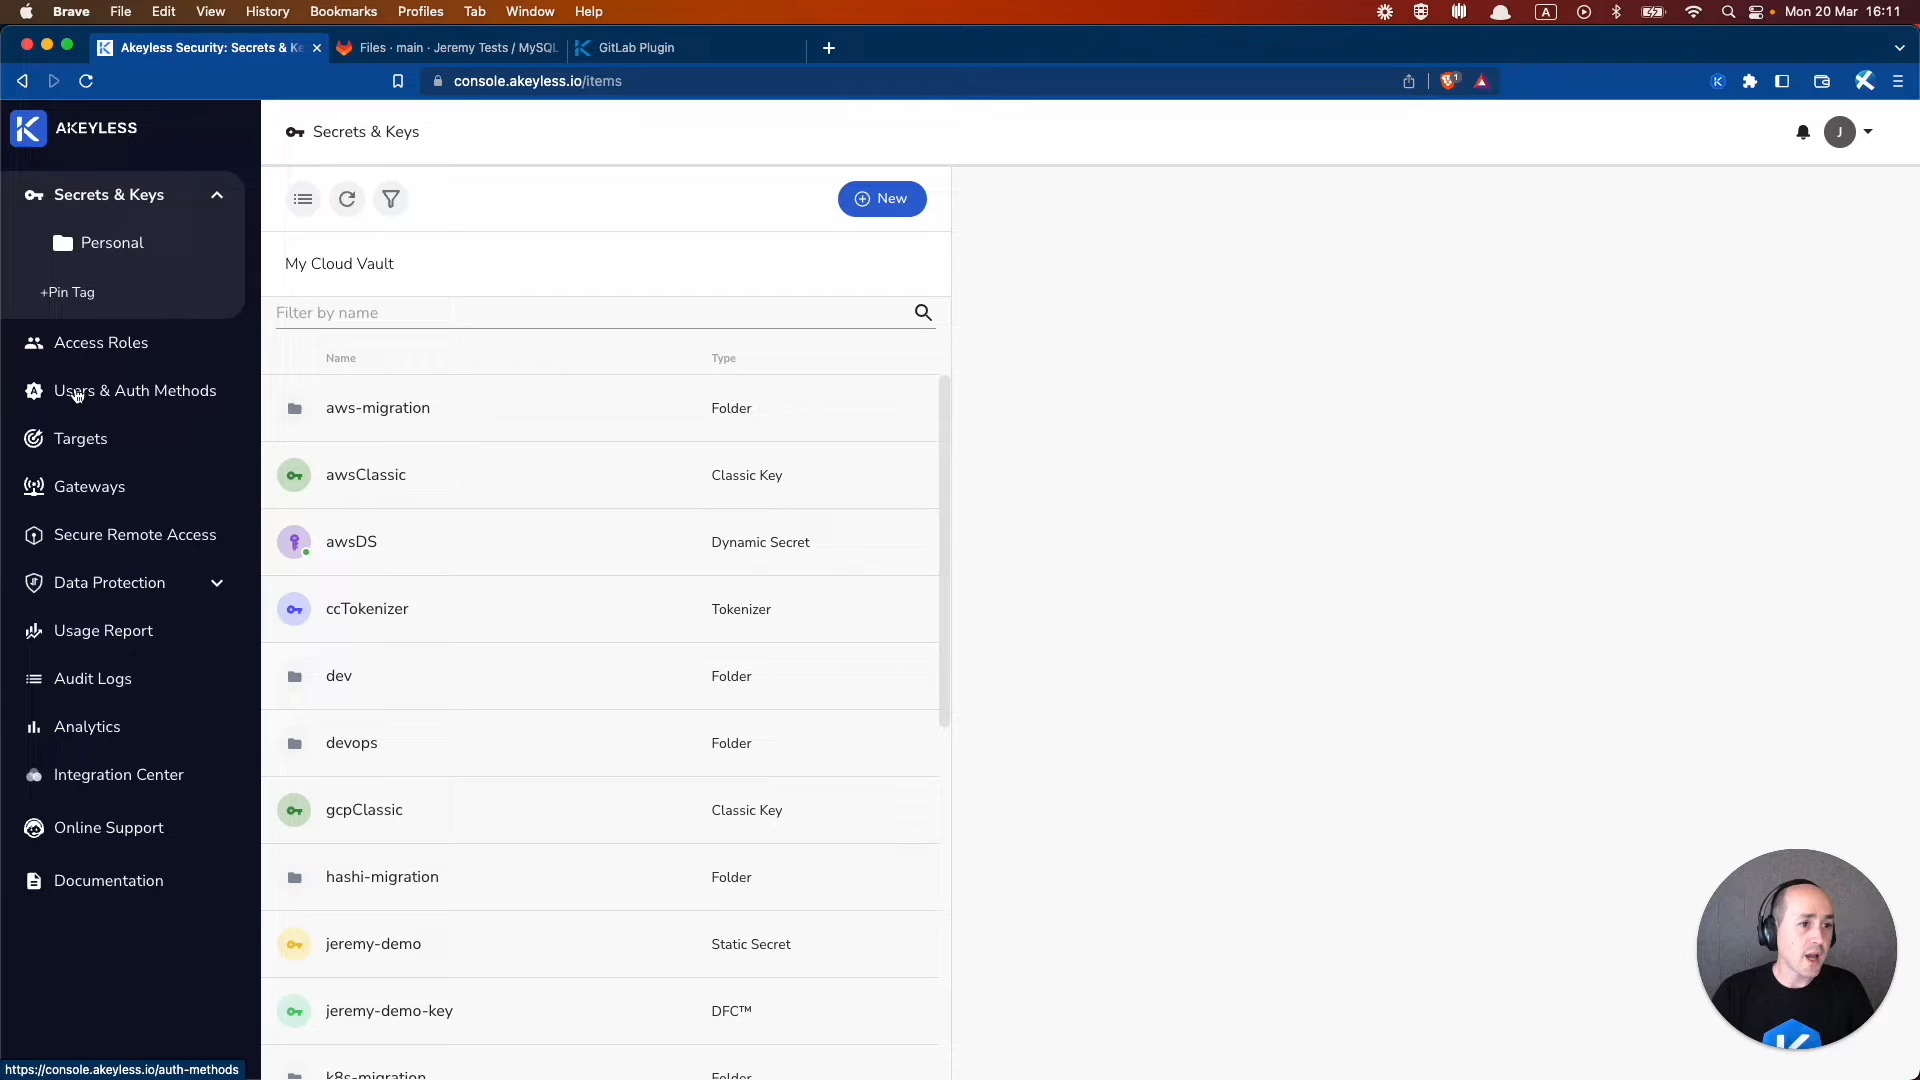 Brave File Edit View History Bookmarks Profiles Tab Window Help
A
Mon 20 Mar 16:11
Akeyless Security: Secrets & Ke
Files · main · Jeremy Tests / MySQL
GitLab Plugin
console.akeyless.io/items
1
AKEYLESS
Secrets & Keys
J
Secrets & Keys
Personal
+Pin Tag
Access Roles
Users & Auth Methods
Targets
Gateways
Secure Remote Access
Data Protection
Usage Report
Audit Logs
Analytics
Integration Center
Online Support
Documentation
New
My Cloud Vault
Filter by name
Name Type
aws-migration Folder
awsClassic Classic Key
awsDS Dynamic Secret
ccTokenizer Tokenizer
dev Folder
devops Folder
gcpClassic Classic Key
hashi-migration Folder
jeremy-demo Static Secret
jeremy-demo-key DFC™
k8s-migration Folder
https://console.akeyless.io/auth-methods